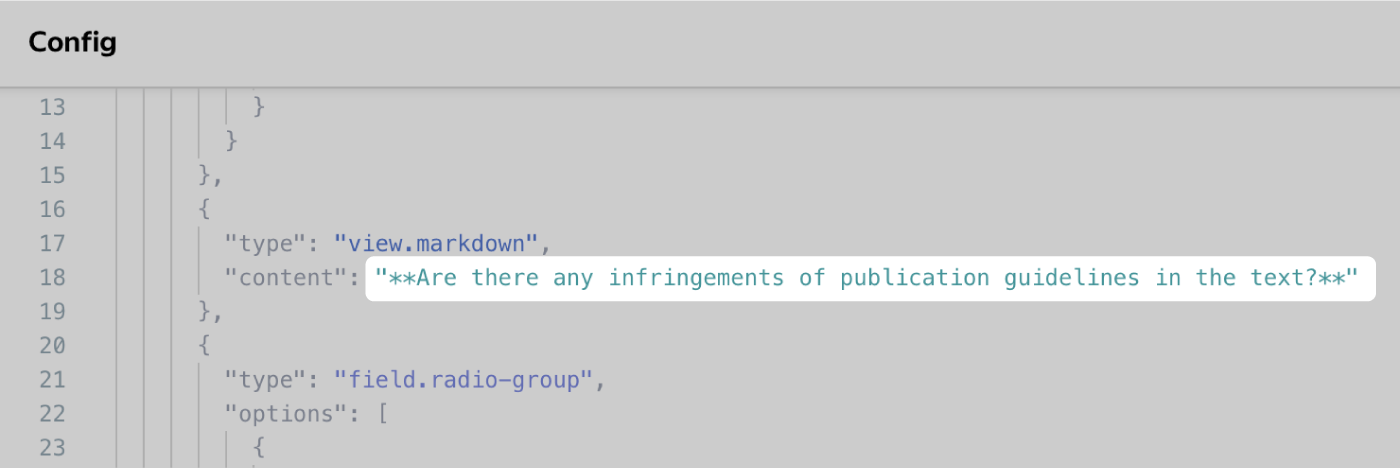 Config
13 }
14 }
15 },
16 {
17 "type": "view.markdown",
18 "content": "**Are there any infringements of publication guidelines in the text?**"
19 },
20 {
21 "type": "field.radio-group",
22 "options": [
23 {